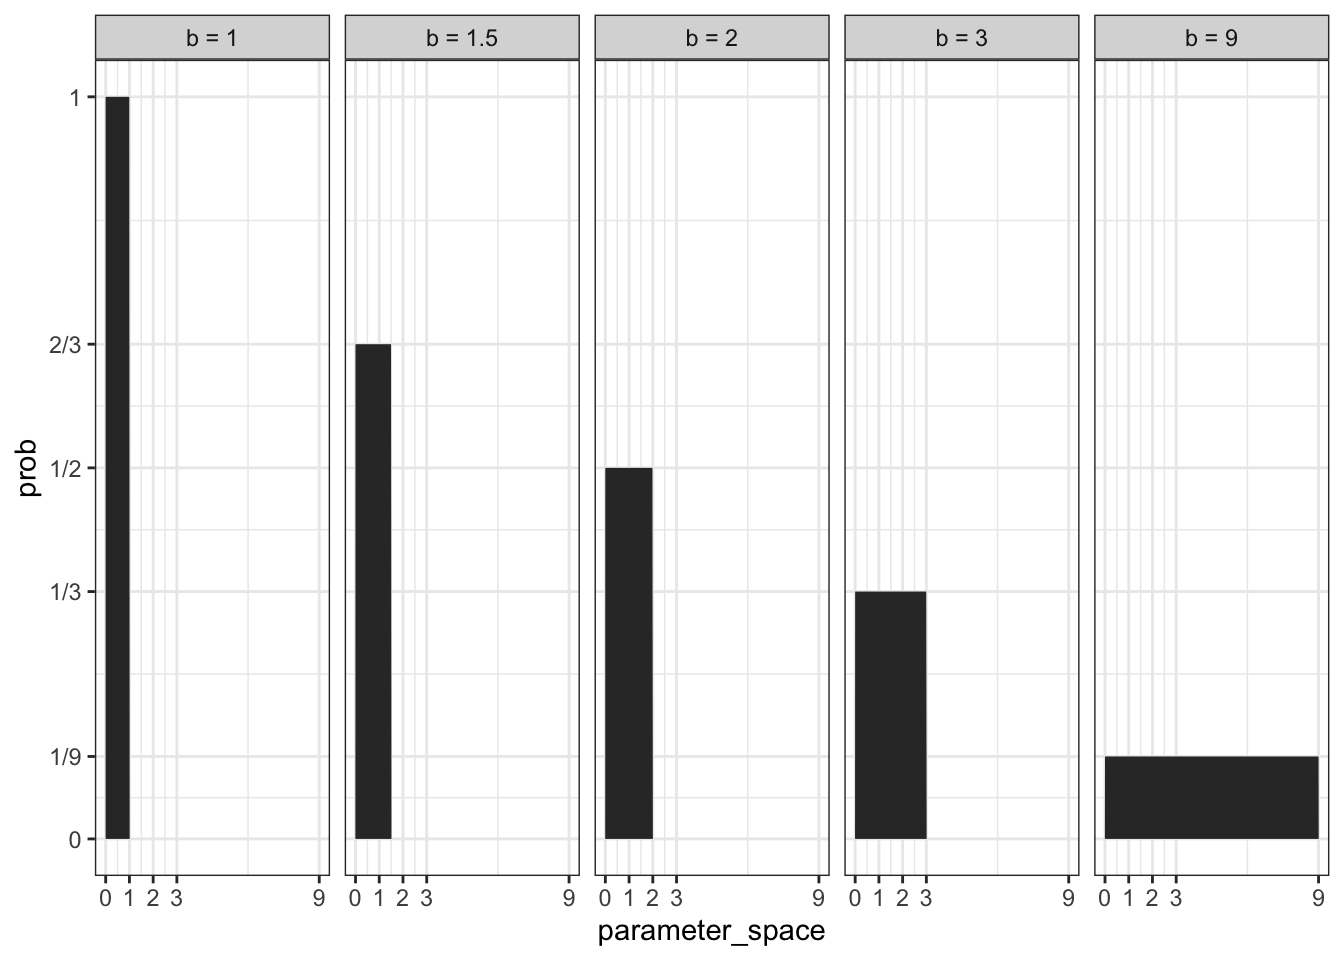 b = 1 b = 1.5 b = 2 b = 3 b = 9
1
2/3
1/2
1/3
1/9
0
prob
0 1 2 3 9 0 1 2 3 9 0 1 2 3 9 0 1 2 3 9 0 1 2 3 9
parameter_space